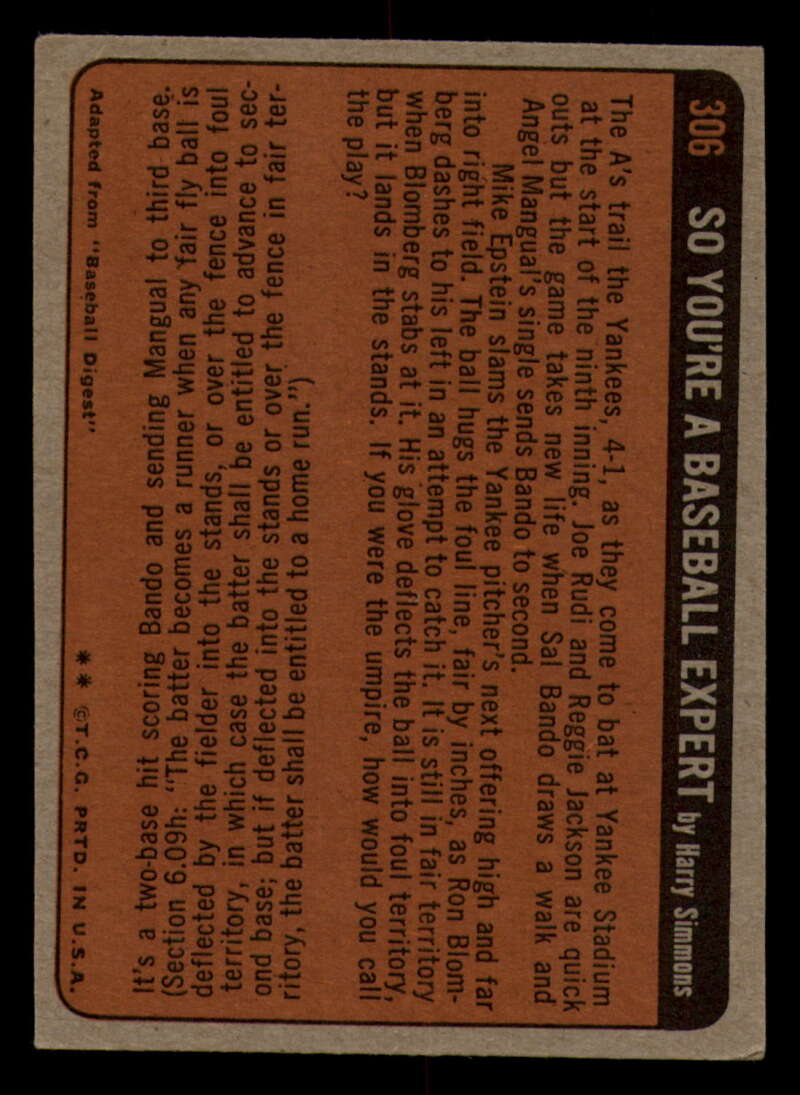 306 SO YOU'RE A BASEBALL EXPERT by Harry Simmons
The A's trail the Yankees, 4-1, as they come to bat at Yankee Stadium
at the start of the ninth inning. Joe Rudi and Reggie Jackson are quick
outs but the game takes new life when Sal Bando draws a walk and
Angel Mangual's single sends Bando to second.
Mike Epstein slams the Yankee pitcher's next offering high and far
into right field. The ball hugs the foul line, fair by inches, as Ron Blom-
berg dashes to his left in an attempt to catch it. It is still in fair territory
when Blomberg stabs at it. His glove deflects the ball into foul territory,
but it lands in the stands. If you were the umpire, how would you call
the play?
It's a two-base hit scoring Bando and sending Mangual to third base.
(Section 6.09h: "The batter becomes a runner when any fair fly ball is
deflected by the fielder into the stands, or over the fence into foul
territory, in which case the batter shall be entitled to advance to sec-
ond base; but if deflected into the stands or over the fence in fair ter-
ritory, the batter shall be entitled to a home run.")
Adapted from "Baseball Digest" ** ©T.C.G. PRTD. IN U.S.A.